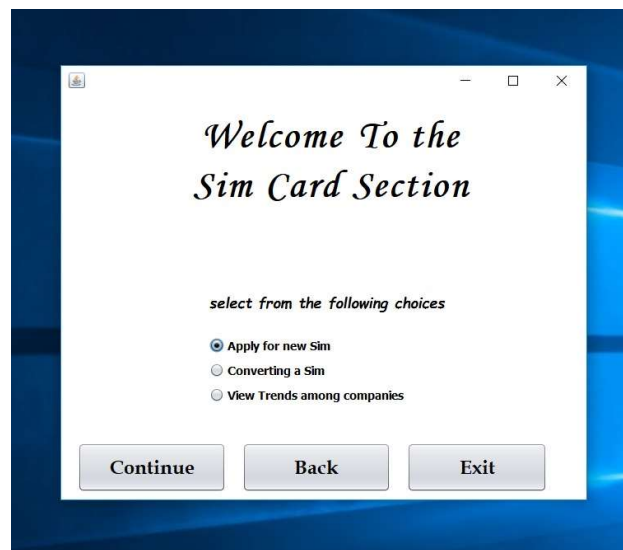 Welcome To the
Sim Card Section
select from the following choices
Apply for new Sim
Converting a Sim
View Trends among companies
Continue Back Exit